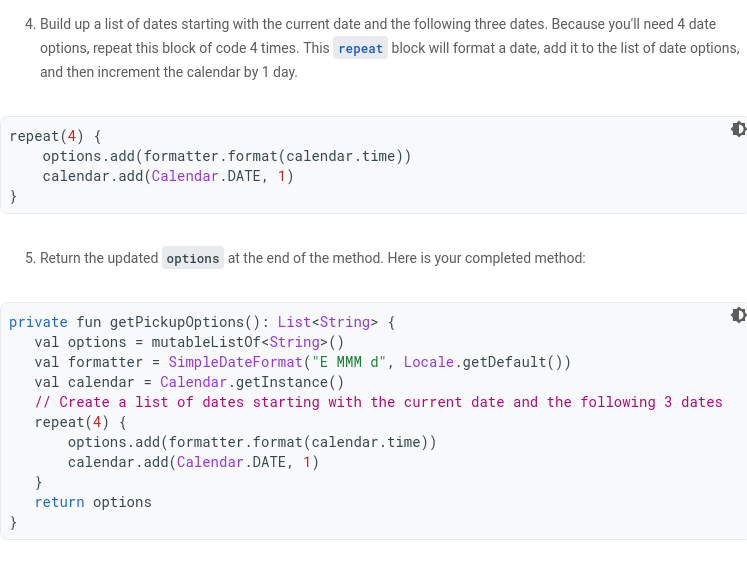 4. Build up a list of dates starting with the current date and the following three dates. Because you'll need 4 date
options, repeat this block of code 4 times. This repeat block will format a date, add it to the list of date options,
and then increment the calendar by 1 day.
repeat(4) {
    options.add(formatter.format(calendar.time))
    calendar.add(Calendar.DATE, 1)
}
5. Return the updated options at the end of the method. Here is your completed method:
private fun getPickupOptions(): List<String> {
   val options = mutableListOf<String>()
   val formatter = SimpleDateFormat("E MMM d", Locale.getDefault())
   val calendar = Calendar.getInstance()
   // Create a list of dates starting with the current date and the following 3 dates
   repeat(4) {
       options.add(formatter.format(calendar.time))
       calendar.add(Calendar.DATE, 1)
   }
   return options
}